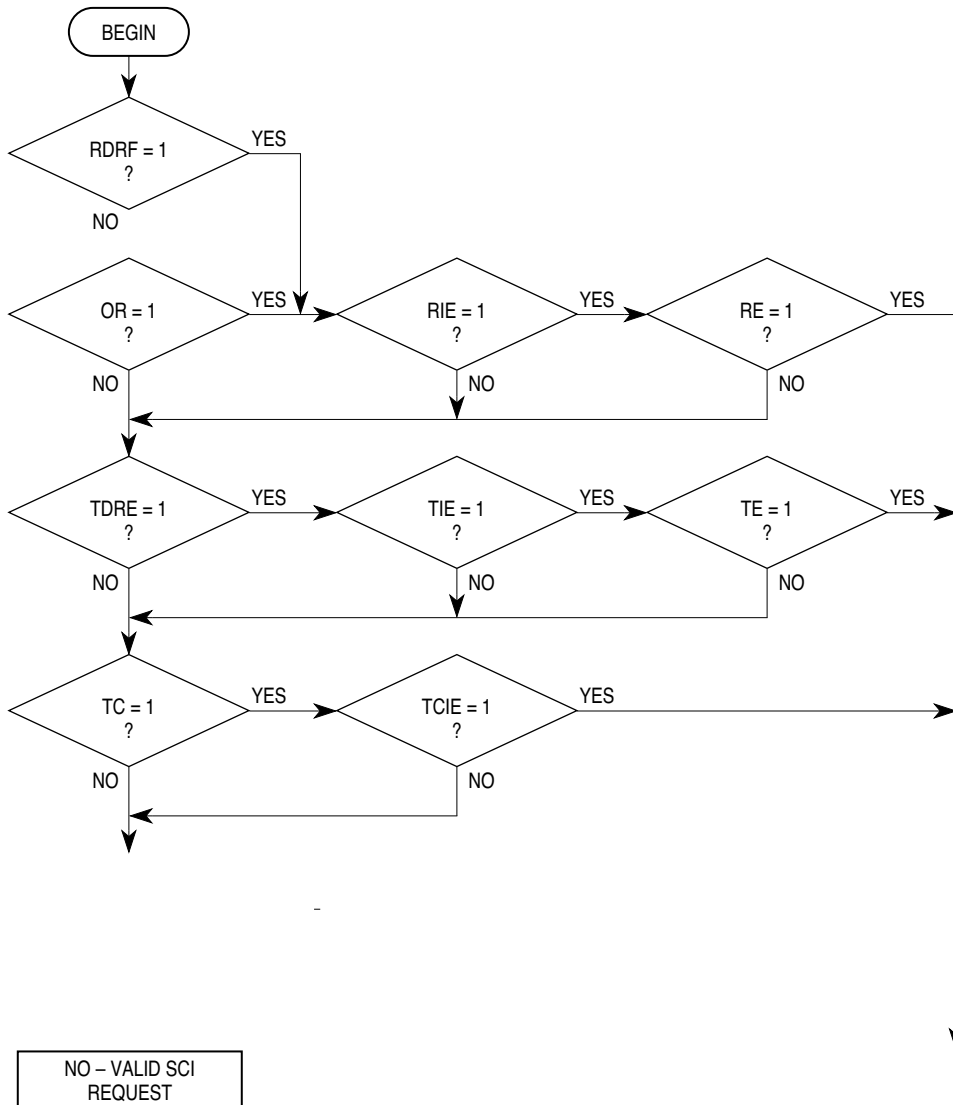 BEGIN
RDRF = 1
?
YES
NO
OR = 1
?
YES
NO
RIE = 1
?
YES
NO
RE = 1
?
YES
NO
TDRE = 1
?
YES
NO
TIE = 1
?
YES
NO
TE = 1
?
YES
NO
TC = 1
?
YES
NO
TCIE = 1
?
YES
NO
NO – VALID SCI
REQUEST